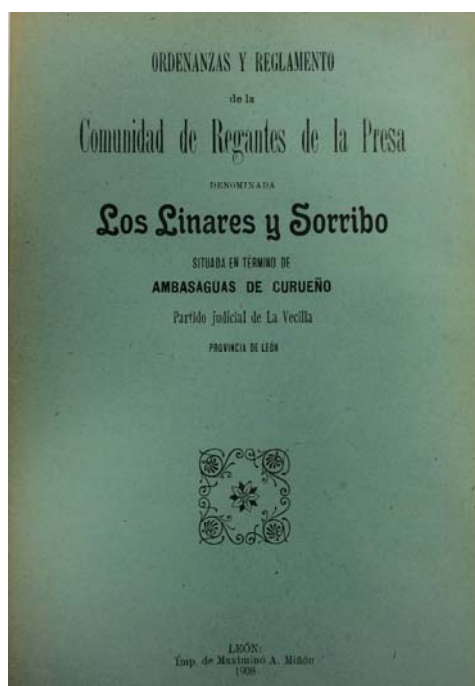 ORDENANZAS Y REGLAMENTO
de la
Comunidad de Regantes de la Presa
DENOMINADA
Los Linares y Sorribo
SITUADA EN TÉRMINO DE
AMBASAGUAS DE CURUEÑO
Partido judicial de La Vecilla
PROVINCIA DE LEÓN
LEÓN:
Imp. de Maximino A. Miñón
1908